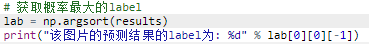 # 获取概率最大的label
lab = np.argsort(results)
print("该图片的预测结果的label为: %d" % lab[0][0][-1])